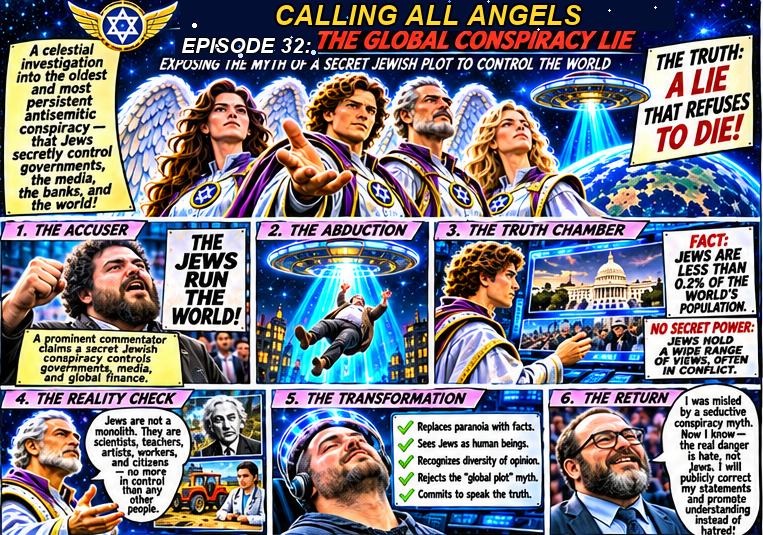 CALLING ALL ANGELS
EPISODE 32: THE GLOBAL CONSPIRACY LIE
EXPOSING THE MYTH OF A SECRET JEWISH PLOT TO CONTROL THE WORLD
A celestial
investigation
into the oldest
and most
persistent
antisemitic
conspiracy —
that Jews
secretly control
governments,
the media,
the banks, and
the world!
THE TRUTH:
A LIE
THAT REFUSES
TO DIE!
1. THE ACCUSER
THE
JEWS
RUN
THE
WORLD!
A prominent commentator
claims a secret Jewish
conspiracy controls
governments, media,
and global finance.
2. THE ABDUCTION
3. THE TRUTH CHAMBER
FACT:
JEWS ARE
LESS THAN
0.2% OF THE
WORLD'S
POPULATION.
NO SECRET POWER:
JEWS HOLD
A WIDE RANGE
OF VIEWS, OFTEN
IN CONFLICT.
4. THE REALITY CHECK
Jews are not a
monolith. They are
scientists, teachers,
artists, workers,
and citizens
— no more
in control
than any
other
people.
5. THE TRANSFORMATION
Replaces paranoia with facts.
Sees Jews as human beings.
Recognizes diversity of opinion.
Rejects the "global plot" myth.
Commits to speak the truth.
6. THE RETURN
I was misled
by a seductive
conspiracy myth.
Now I know—
the real danger
is hate, not
Jews. I will
publicly correct
my statements
and promote
understanding
instead of
hatred!